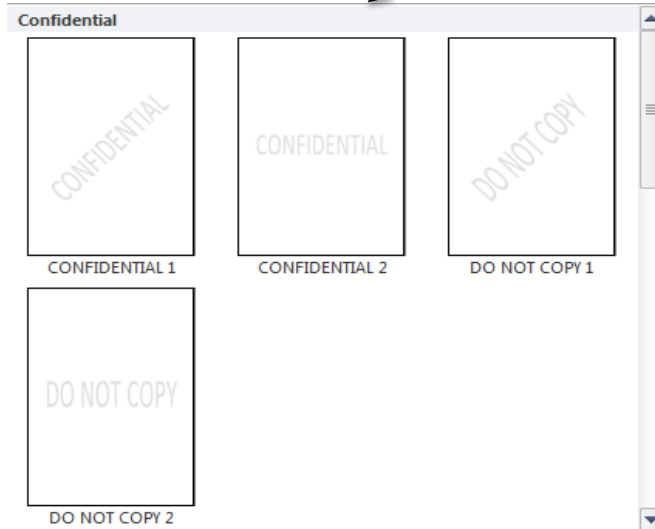 Confidential
CONFIDENTIAL
CONFIDENTIAL
DO NOT COPY
CONFIDENTIAL 1
CONFIDENTIAL 2
DO NOT COPY 1
DO NOT COPY
DO NOT COPY 2